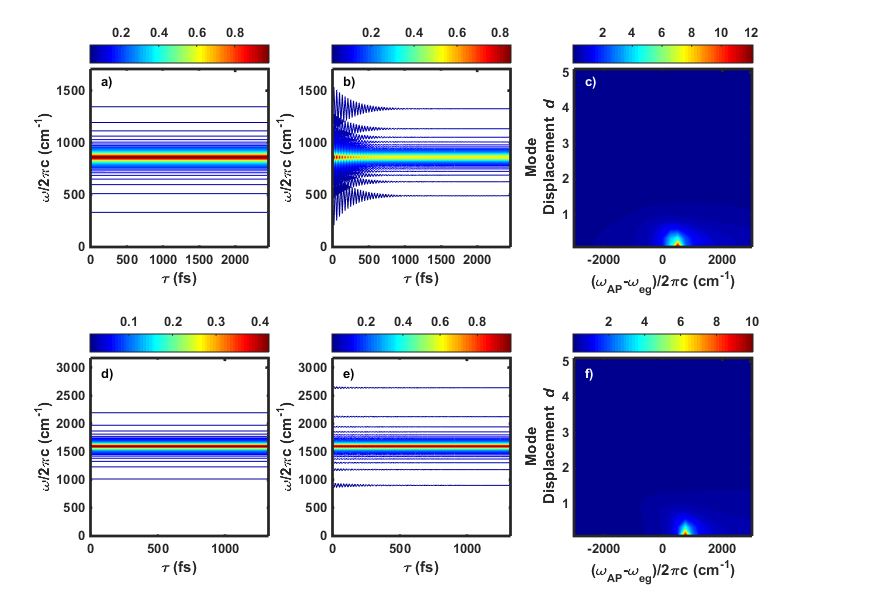 0.2 0.4 0.6 0.8
0.2 0.4 0.6 0.8
2 4 6 8 10 12
a)
b)
c)
1500
1000
500
0
ω/2πc (cm-1)
1500
1000
500
0
ω/2πc (cm-1)
5
4
3
2
1
Mode
Displacement d
0 500 1000 1500 2000
0 500 1000 1500 2000
-2000 0 2000
τ (fs)
τ (fs)
(ωAP-ωeg)/2πc (cm-1)
0.1 0.2 0.3 0.4
0.2 0.4 0.6 0.8
2 4 6 8 10
d)
e)
f)
3000
2500
2000
1500
1000
500
0
ω/2πc (cm-1)
3000
2500
2000
1500
1000
500
0
ω/2πc (cm-1)
5
4
3
2
1
Mode
Displacement d
0 500 1000
0 500 1000
-2000 0 2000
τ (fs)
τ (fs)
(ωAP-ωeg)/2πc (cm-1)